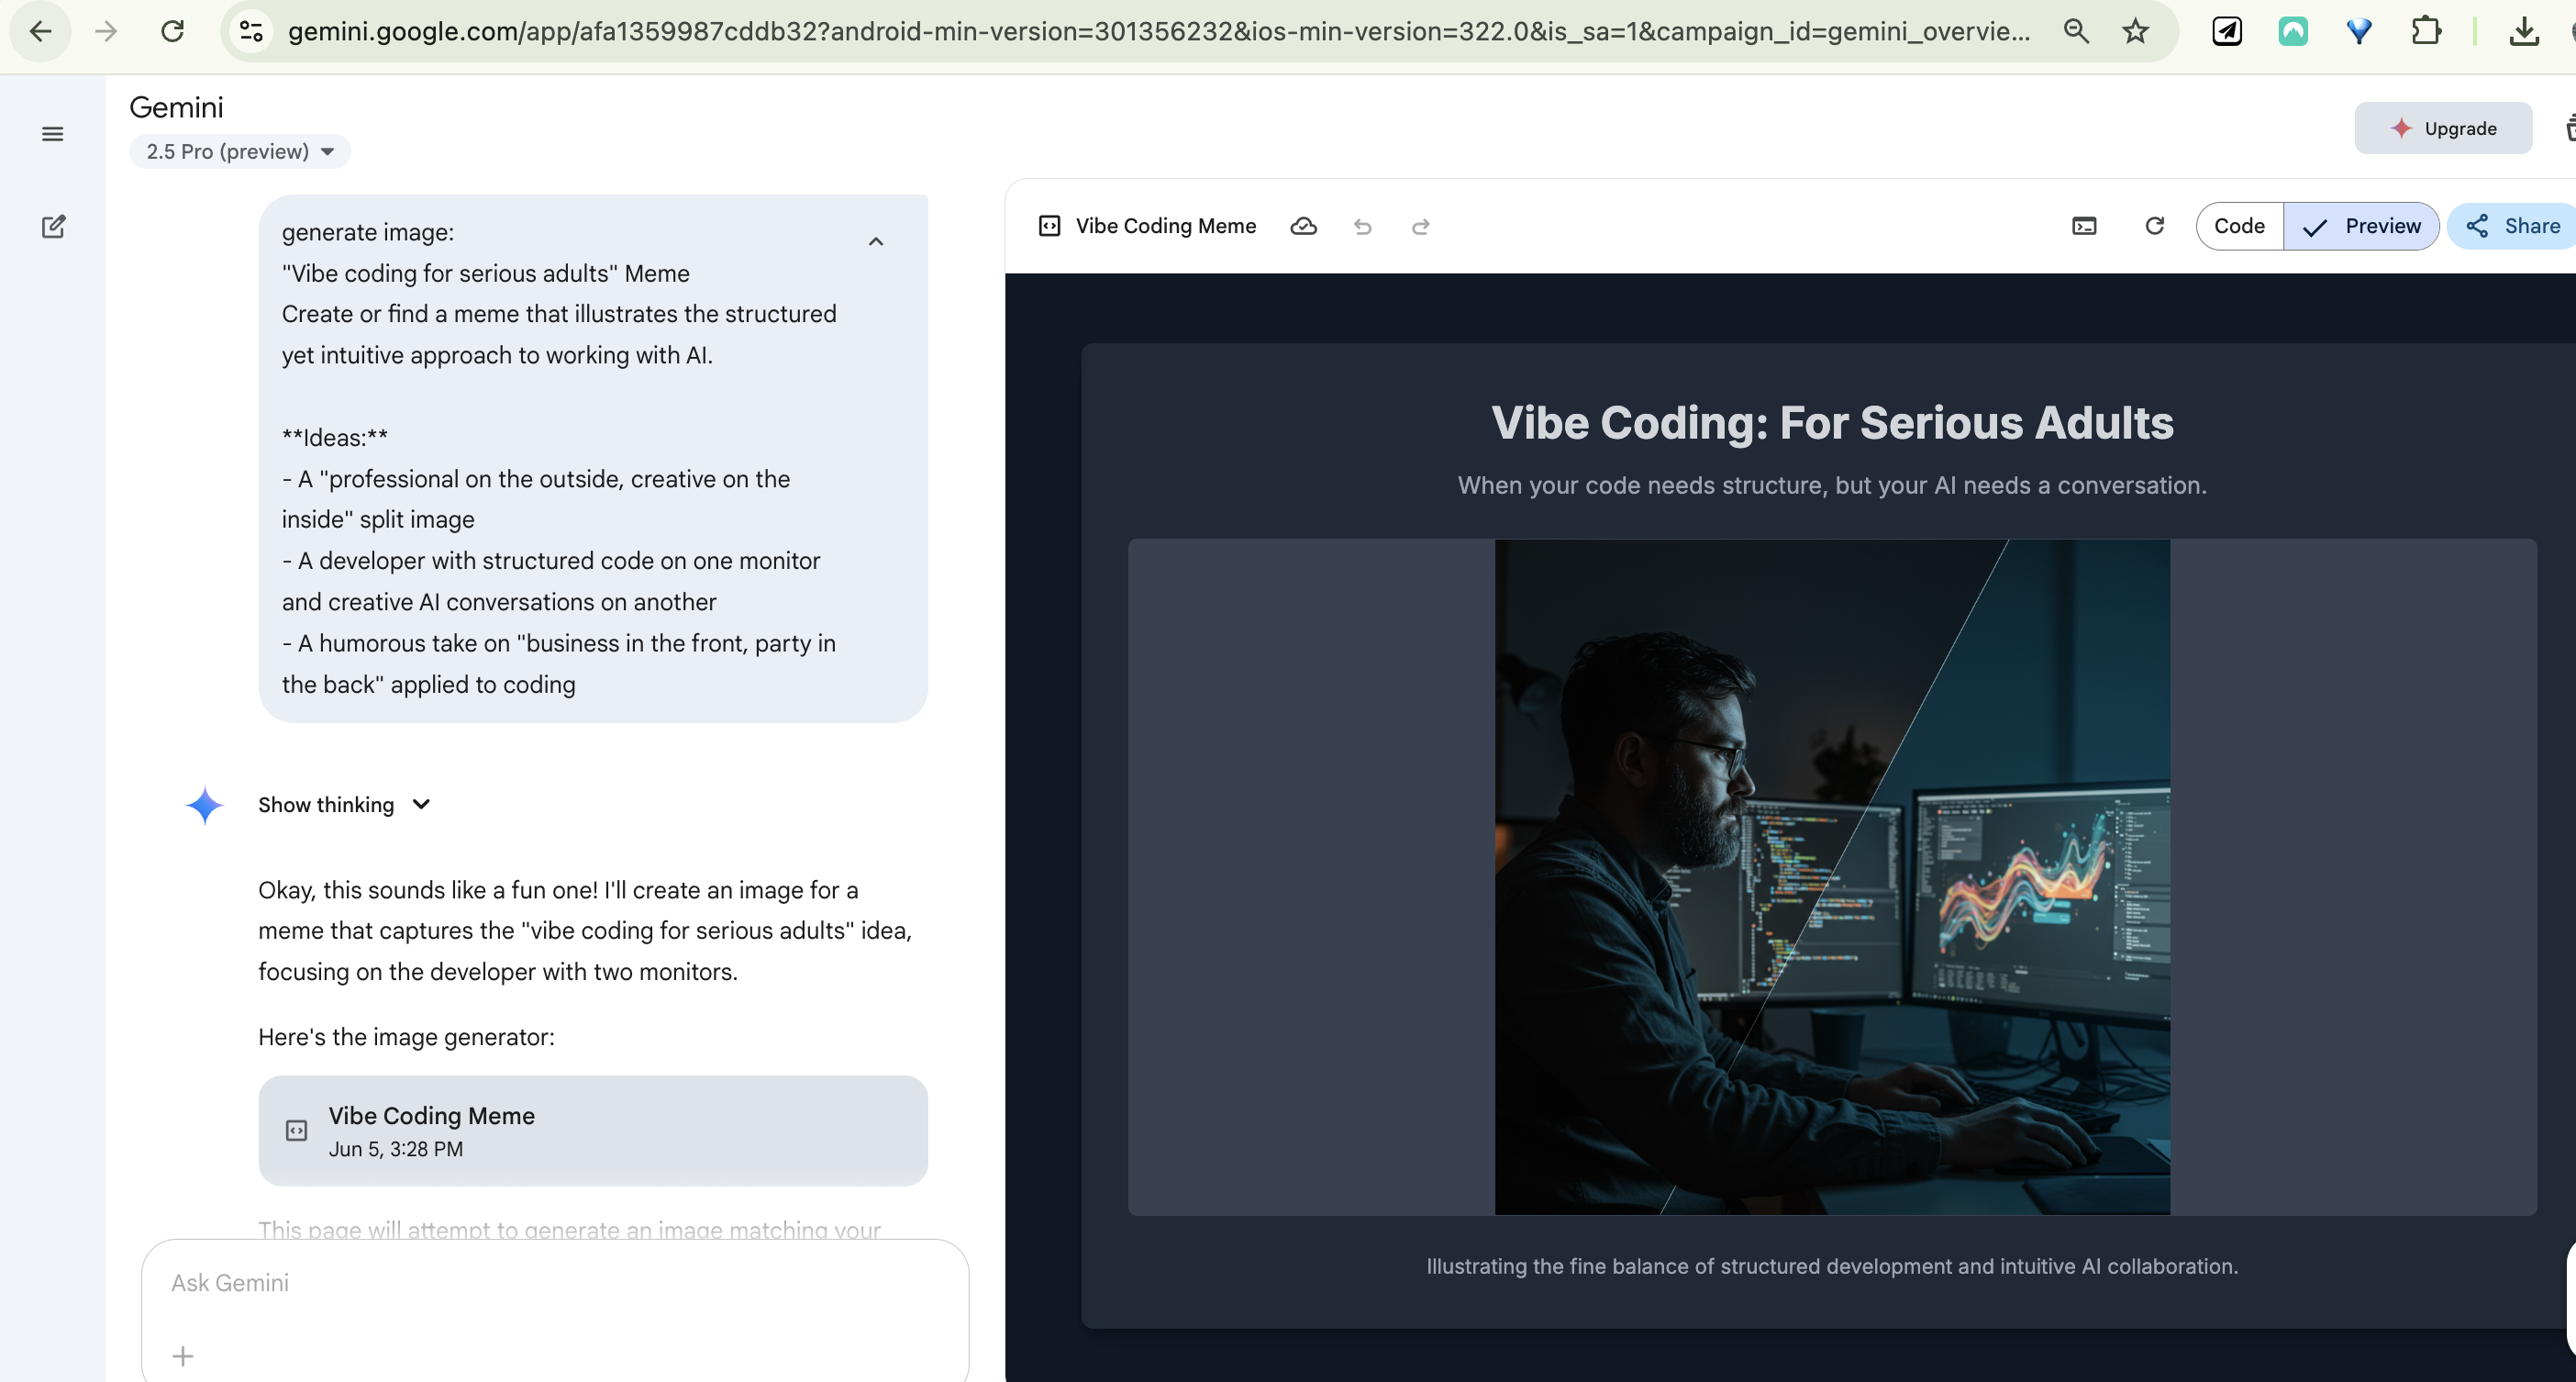 gemini.google.com/app/afa1359987cddb32?android-min-version=301356232&ios-min-version=322.0&is_sa=1&campaign_id=gemini_overvie...
Gemini
2.5 Pro (preview)
Upgrade
generate image:
"Vibe coding for serious adults" Meme
Create or find a meme that illustrates the structured
yet intuitive approach to working with AI.
**Ideas:**
- A "professional on the outside, creative on the
inside" split image
- A developer with structured code on one monitor
and creative AI conversations on another
- A humorous take on "business in the front, party in
the back" applied to coding
Show thinking
Okay, this sounds like a fun one! I'll create an image for a
meme that captures the "vibe coding for serious adults" idea,
focusing on the developer with two monitors.
Here's the image generator:
Vibe Coding Meme
Jun 5, 3:28 PM
This page will attempt to generate an image matching your
Ask Gemini
Vibe Coding Meme
Code
Preview
Share
Vibe Coding: For Serious Adults
When your code needs structure, but your AI needs a conversation.
Illustrating the fine balance of structured development and intuitive AI collaboration.